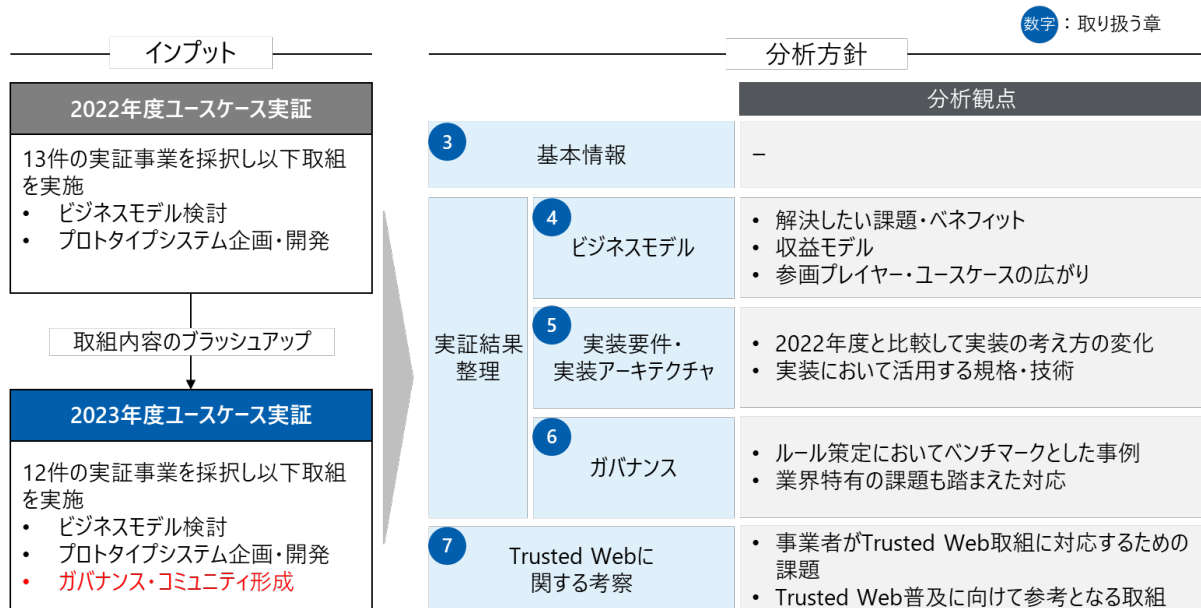 数字：取り扱う章
インプット
分析方針
2022年度ユースケース実証
13件の実証事業を採択し以下取組
を実施
• ビジネスモデル検討
• プロトタイプシステム企画・開発
取組内容のブラッシュアップ
2023年度ユースケース実証
12件の実証事業を採択し以下取組
を実施
• ビジネスモデル検討
• プロトタイプシステム企画・開発
• ガバナンス・コミュニティ形成
分析観点
3
基本情報
–
実証結果
整理
4
ビジネスモデル
• 解決したい課題・ベネフィット
• 収益モデル
• 参画プレイヤー・ユースケースの広がり
5
実装要件・
実装アーキテクチャ
• 2022年度と比較して実装の考え方の変化
• 実装において活用する規格・技術
6
ガバナンス
• ルール策定においてベンチマークとした事例
• 業界特有の課題も踏まえた対応
7
Trusted Webに
関する考察
• 事業者がTrusted Web取組に対応するための
課題
• Trusted Web普及に向けて参考となる取組